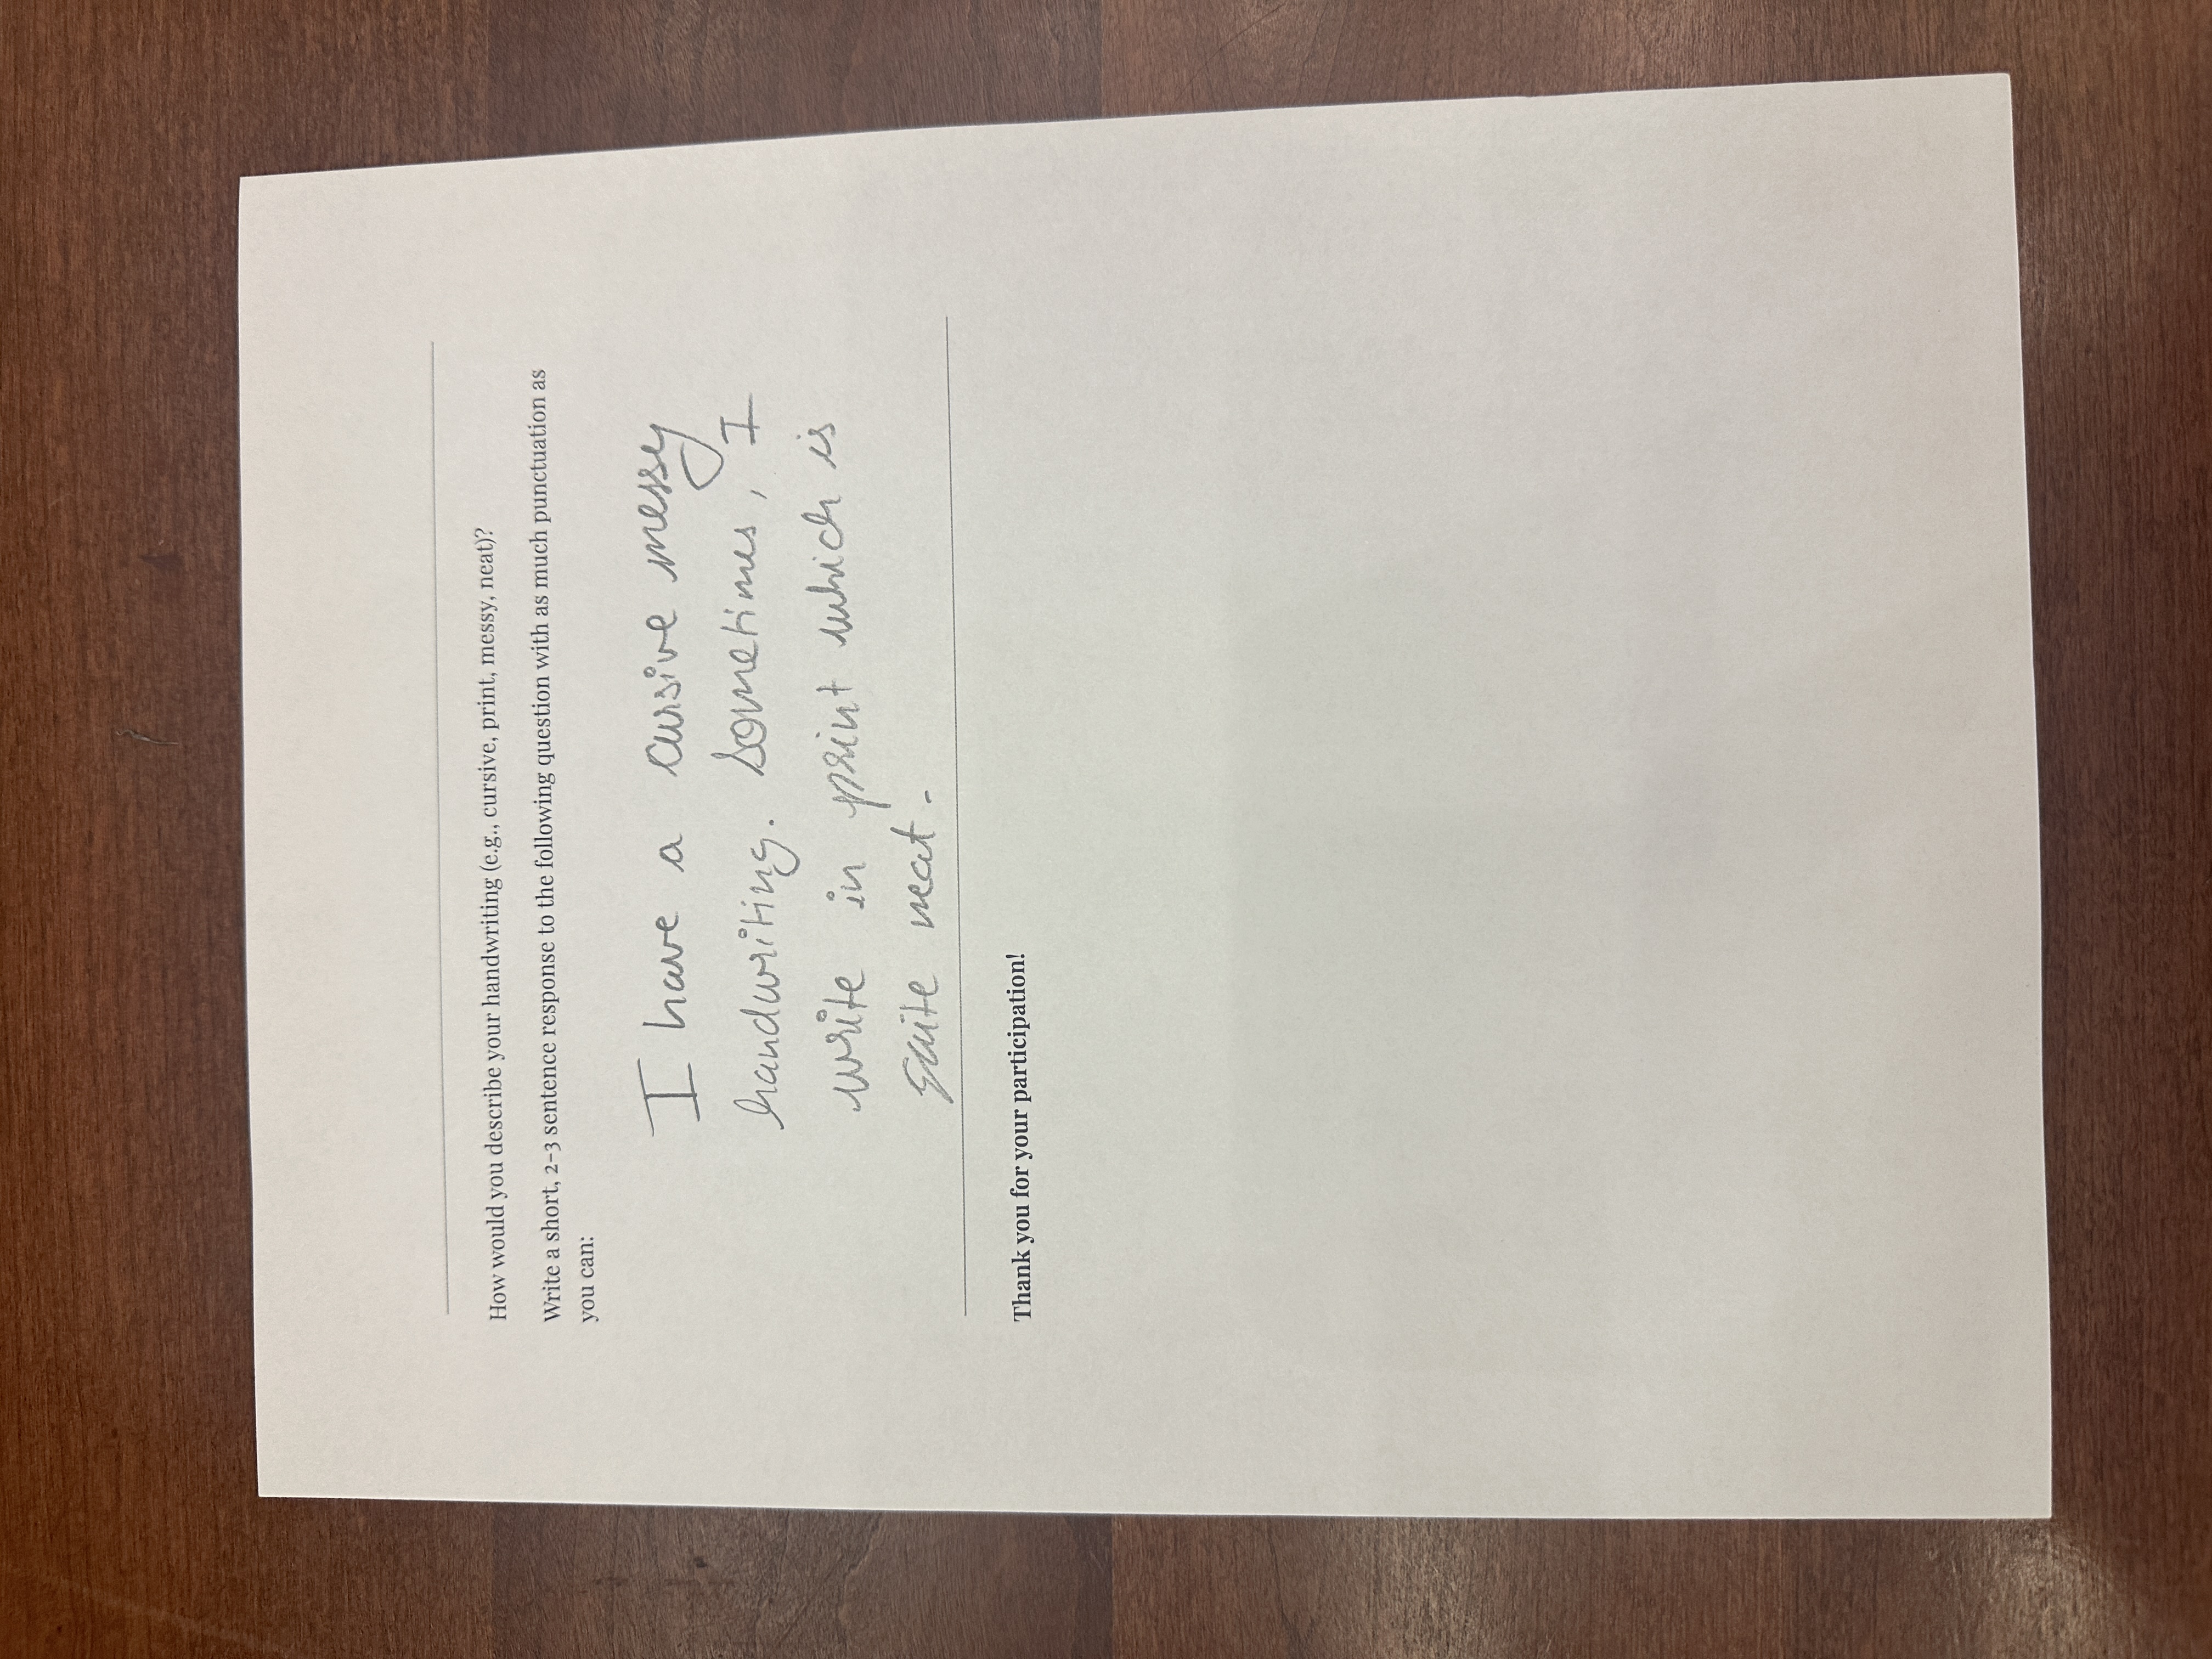 How would you describe your handwriting (e.g., cursive, print, messy, neat)?
Write a short, 2-3 sentence response to the following question with as much punctuation as
you can:
I have a cursive messy
handwriting. Sometimes, I
write in print which is
quite neat.
Thank you for your participation!